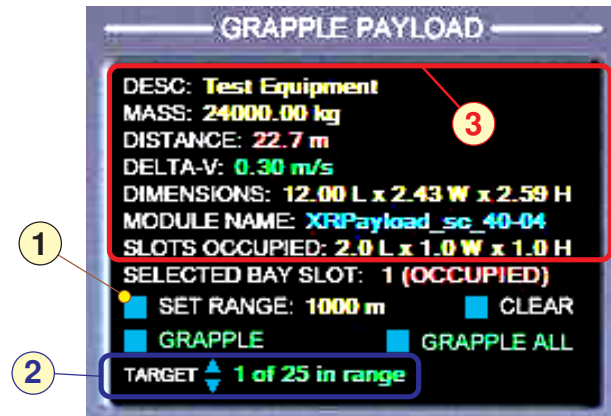 GRAPPLE PAYLOAD
DESC: Test Equipment
MASS: 24000.00 kg
3
DISTANCE: 22.7 m
DELTA-V: 0.30 m/s
DIMENSIONS: 12.00 L x 2.43 W x 2.59 H
MODULE NAME: XRPayload_sc_40-04
SLOTS OCCUPIED: 2.0 L x 1.0 W x 1.0 H
1
SELECTED BAY SLOT: 1 (OCCUPIED)
SET RANGE: 1000 m CLEAR
GRAPPLE GRAPPLE ALL
2
TARGET 1 of 25 in range